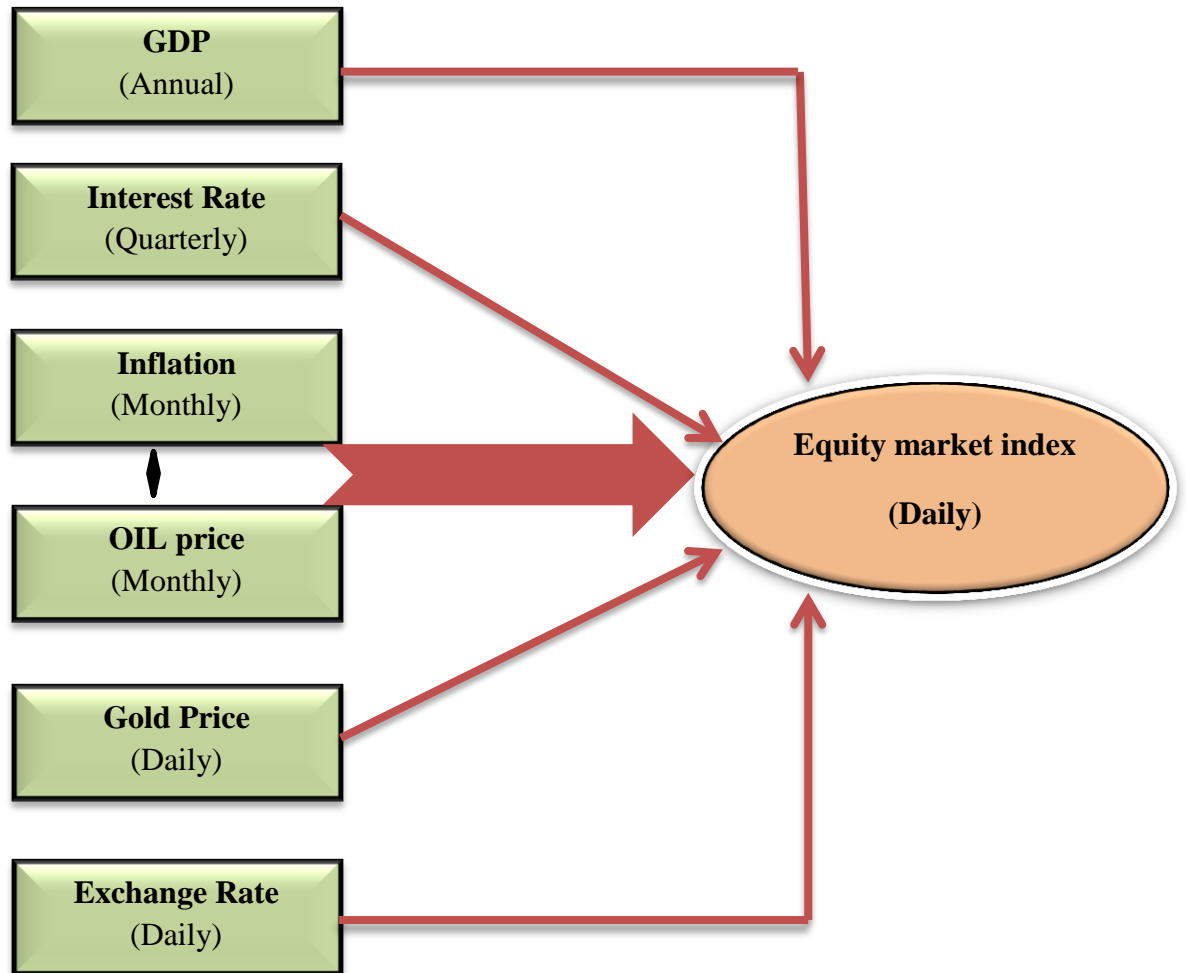 GDP
(Annual)
Interest Rate
(Quarterly)
Inflation
(Monthly)
OIL price
(Monthly)
Gold Price
(Daily)
Exchange Rate
(Daily)
Equity market index
(Daily)